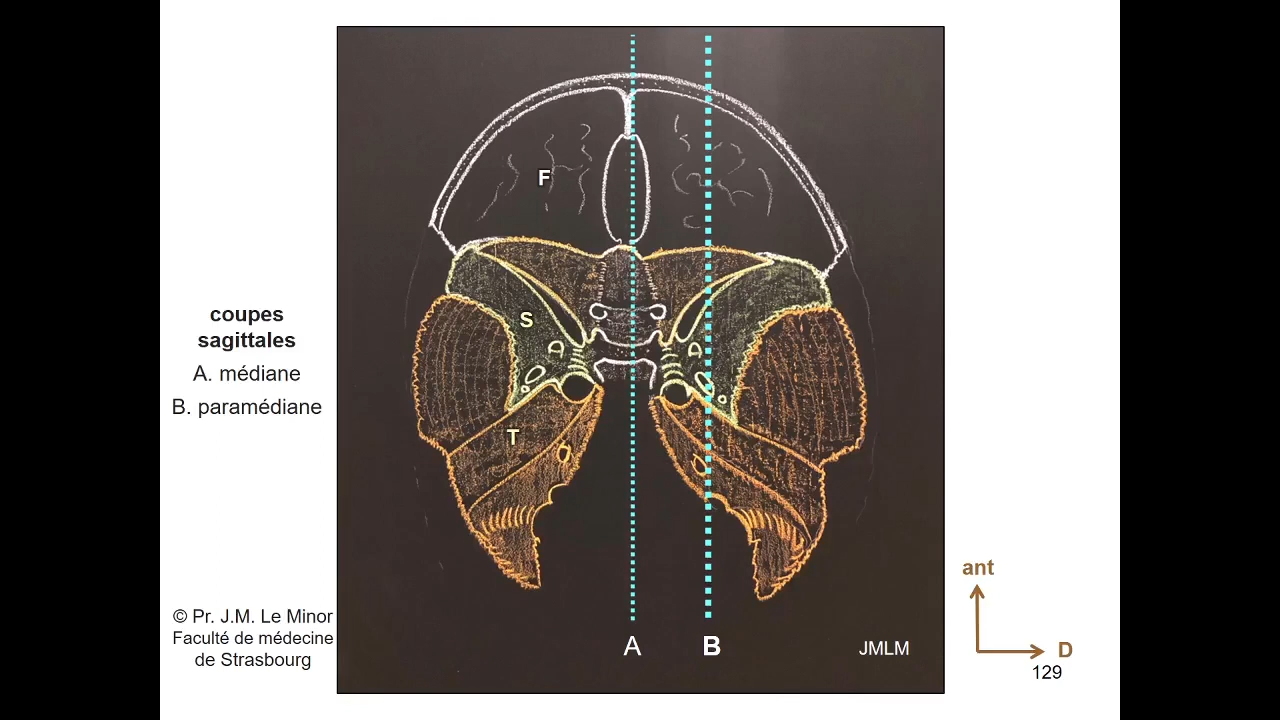 coupes
sagittales
A. médiane
B. paramédiane
F
S
T
A
B
JMLM
© Pr. J.M. Le Minor
Faculté de médecine
de Strasbourg
ant
D
129